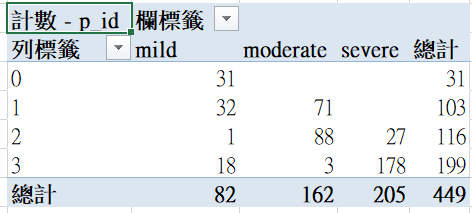 計數 - p_id 欄標籤
列標籤 mild moderate severe 總計
0 31 31
1 32 71 103
2 1 88 27 116
3 18 3 178 199
總計 82 162 205 449